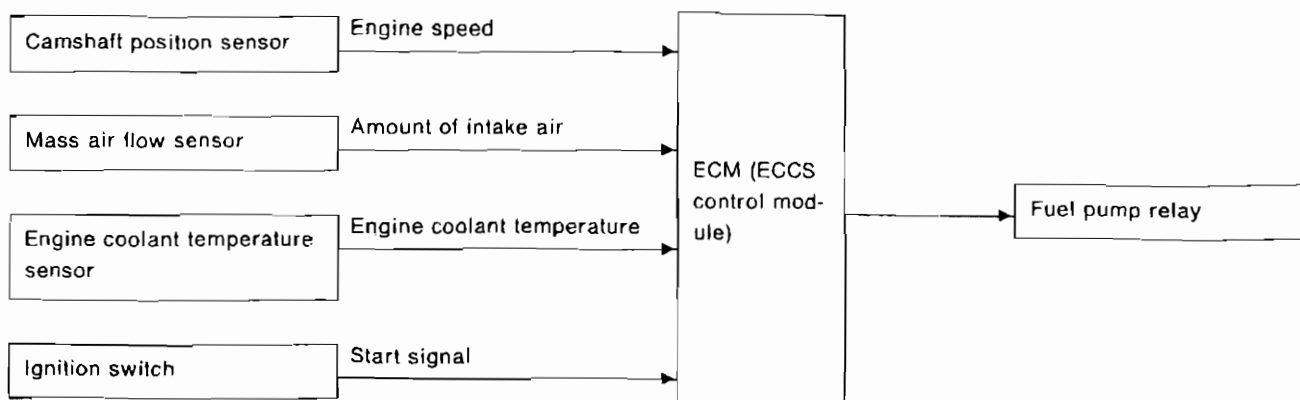 Camshaft position sensor
Engine speed
Mass air flow sensor
Amount of intake air
Engine coolant temperature
sensor
Engine coolant temperature
Ignition switch
Start signal
ECM (ECCS
control mod-
ule)
Fuel pump relay